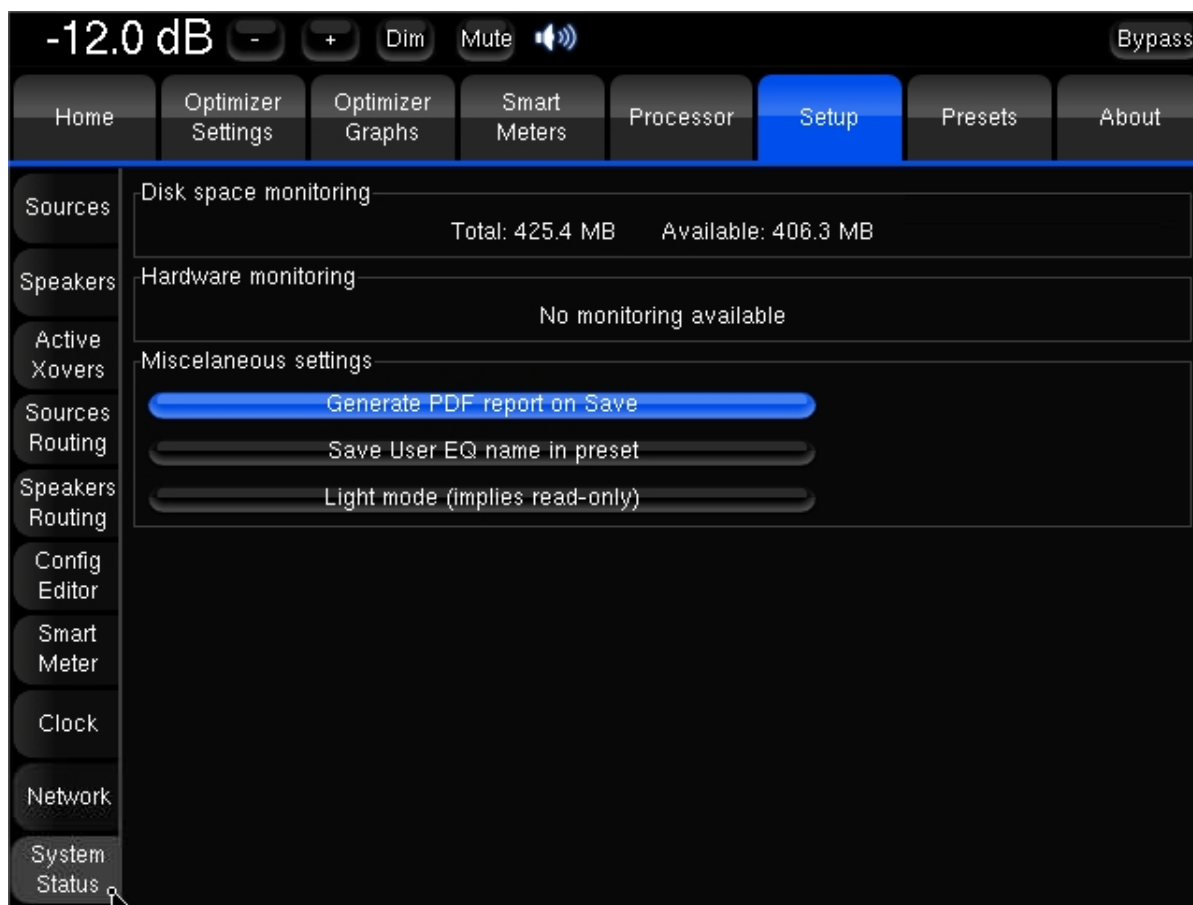 -12.0 dB - + Dim Mute Bypass
Home
Optimizer
Settings
Optimizer
Graphs
Smart
Meters
Processor
Setup
Presets
About
Sources
Speakers
Active
Xovers
Sources
Routing
Speakers
Routing
Config
Editor
Smart
Meter
Clock
Network
System
Status
Disk space monitoring
Total: 425.4 MB Available: 406.3 MB
Hardware monitoring
No monitoring available
Miscelaneous settings
Generate PDF report on Save
Save User EQ name in preset
Light mode (implies read-only)